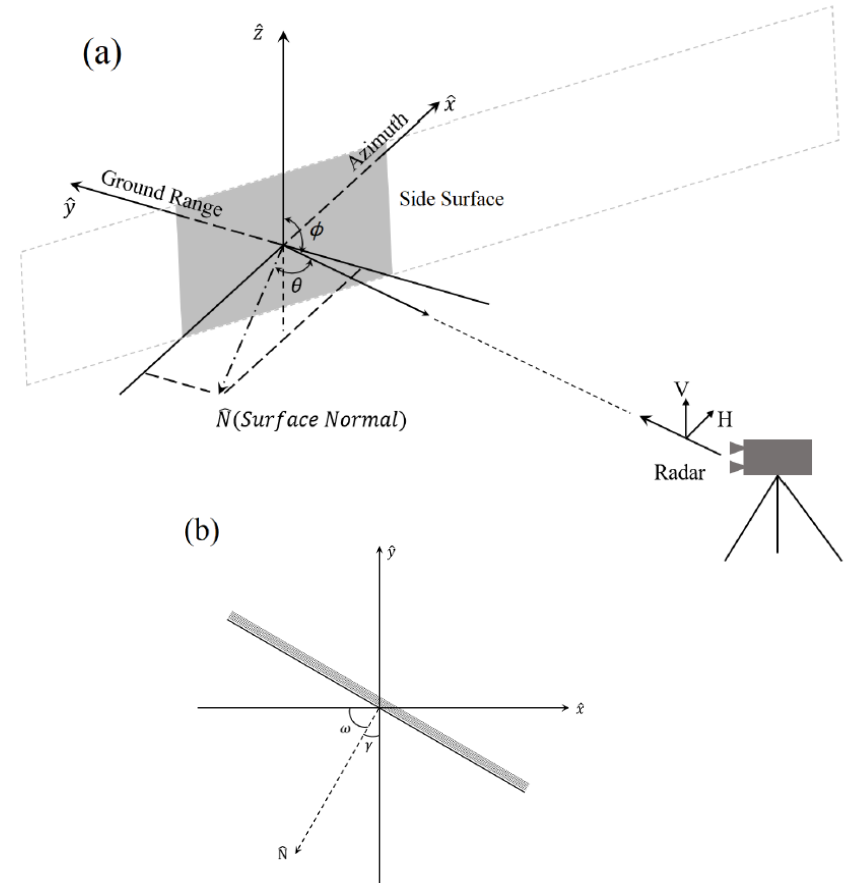 (a)
ẑ
x̂
Azimuth
Ground Range
ŷ
Side Surface
ϕ
θ
N̂(Surface Normal)
V
H
Radar
(b)
ŷ
x̂
ω
γ
N̂